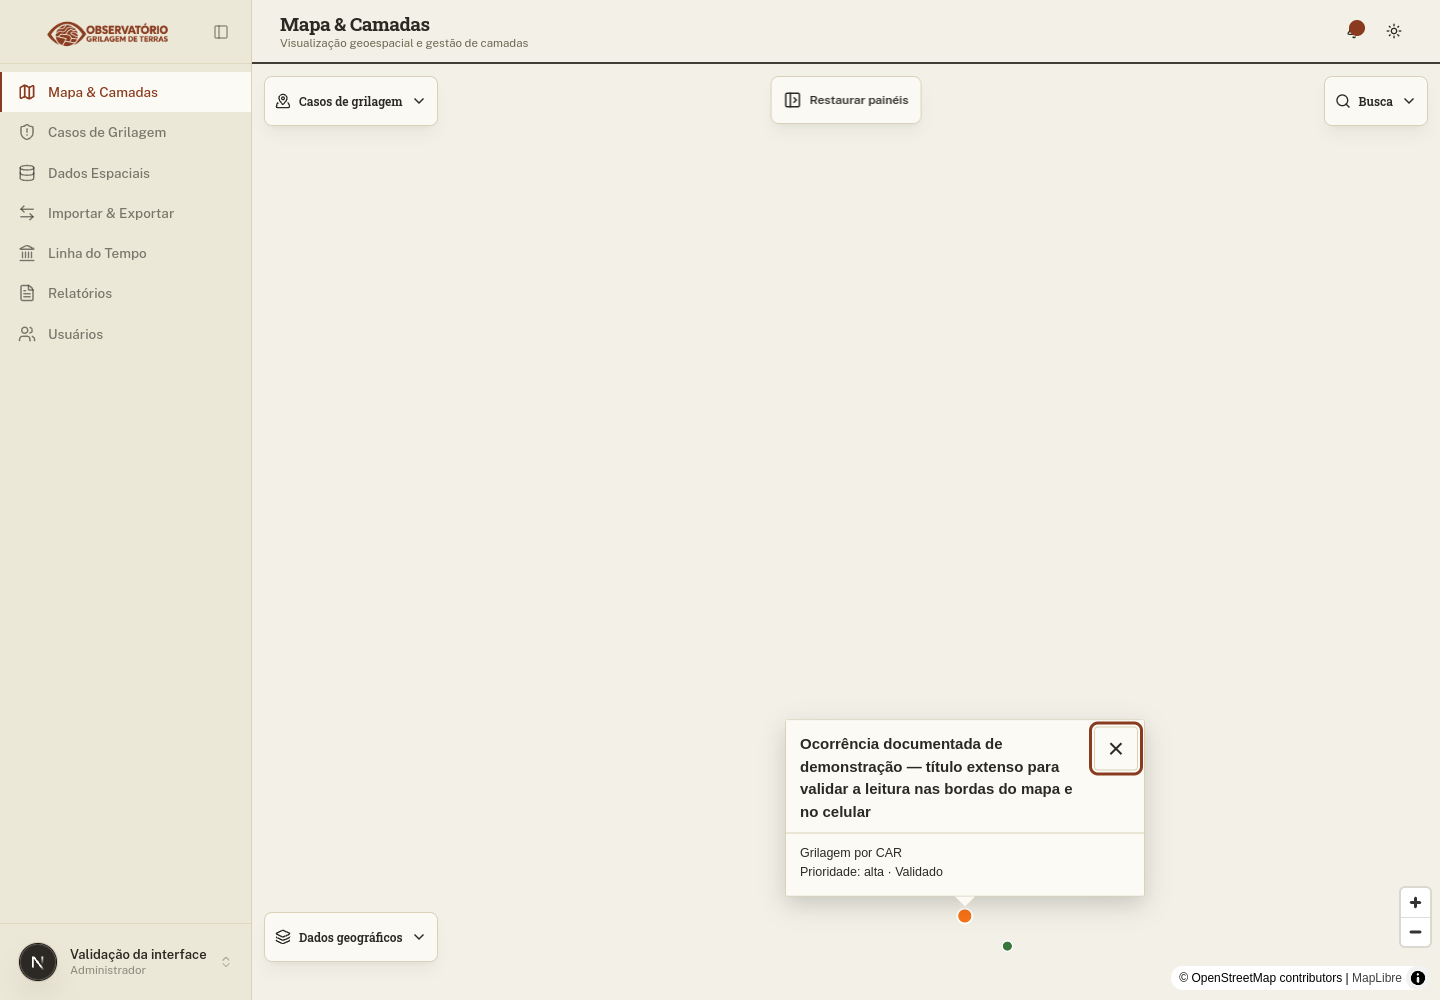 OBSERVATÓRIO
GRILAGEM DE TERRAS
Mapa & Camadas
Casos de Grilagem
Dados Espaciais
Importar & Exportar
Linha do Tempo
Relatórios
Usuários
N
Validação da interface
Administrador
Mapa & Camadas
Visualização geoespacial e gestão de camadas
Casos de grilagem
Restaurar painéis
Busca
Ocorrência documentada de
demonstração — título extenso para
validar a leitura nas bordas do mapa e
no celular
Grilagem por CAR
Prioridade: alta · Validado
Dados geográficos
© OpenStreetMap contributors | MapLibre